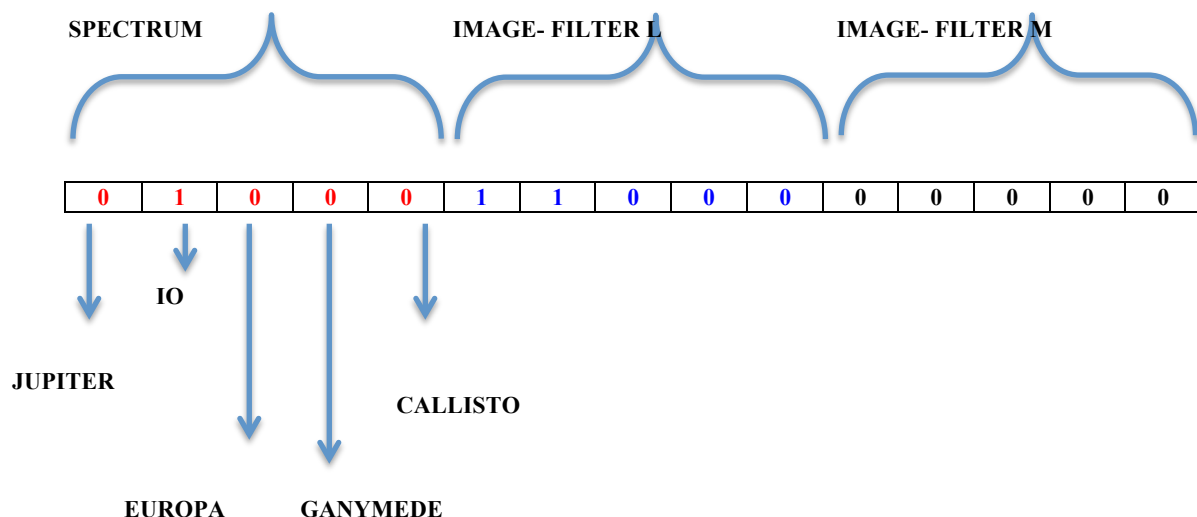 SPECTRUM IMAGE- FILTER L IMAGE- FILTER M
0 1 0 0 0 1 1 0 0 0 0 0 0 0 0
IO
JUPITER
CALLISTO
EUROPA GANYMEDE